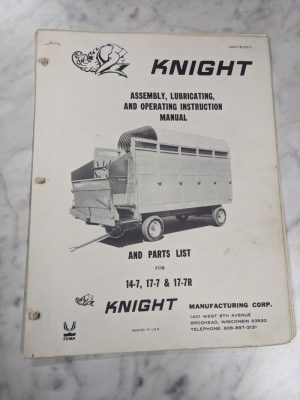 KNIGHT
ASSEMBLY, LUBRICATING,
AND OPERATING INSTRUCTION
MANUAL
AND PARTS LIST
FOR
14-7, 17-7 & 17-7R
KNIGHT MANUFACTURING CORP.
1401 WEST 8TH AVENUE
BRODHEAD, WISCONSIN 53520
TELEPHONE: 608-897-2131
FEMA
PRINTED IN U.S.A.